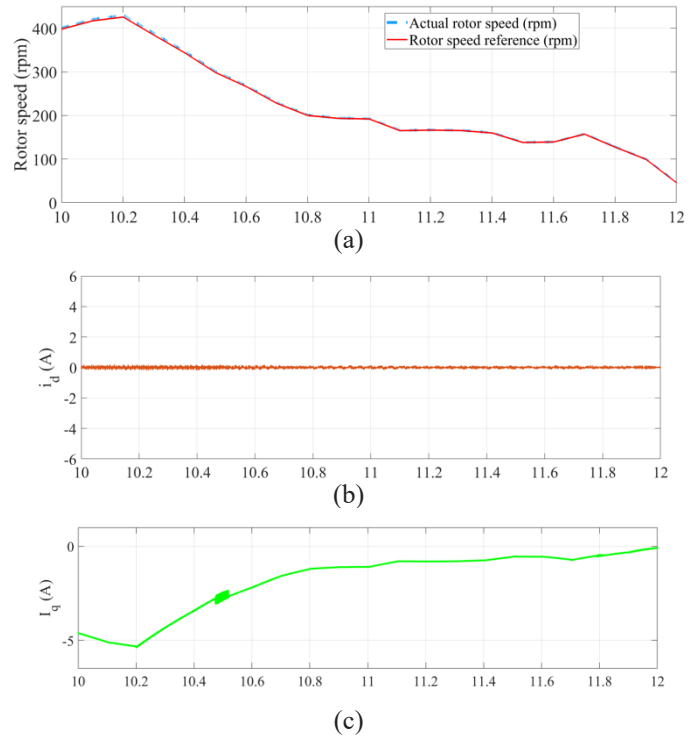 400
300
200
100
0
Rotor speed (rpm)
Actual rotor speed (rpm)
Rotor speed reference (rpm)
10 10.2 10.4 10.6 10.8 11 11.2 11.4 11.6 11.8 12
(a)
6
4
2
0
-2
-4
-6
i_d (A)
10 10.2 10.4 10.6 10.8 11 11.2 11.4 11.6 11.8 12
(b)
0
-5
I_q (A)
10 10.2 10.4 10.6 10.8 11 11.2 11.4 11.6 11.8 12
(c)